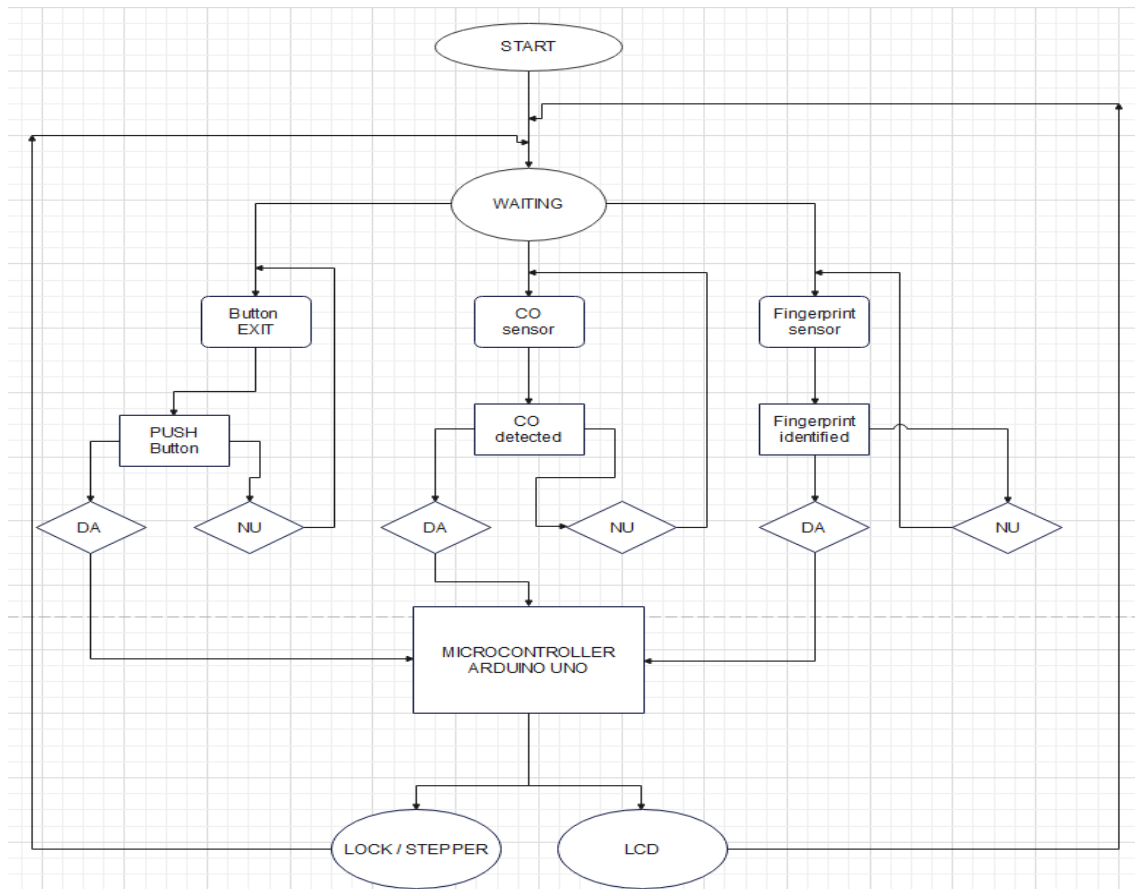 START
WAITING
Button
EXIT
CO
sensor
Fingerprint
sensor
PUSH
Button
CO
detected
Fingerprint
identified
DA
NU
DA
NU
DA
NU
MICROCONTROLLER
ARDUINO UNO
LOCK / STEPPER
LCD